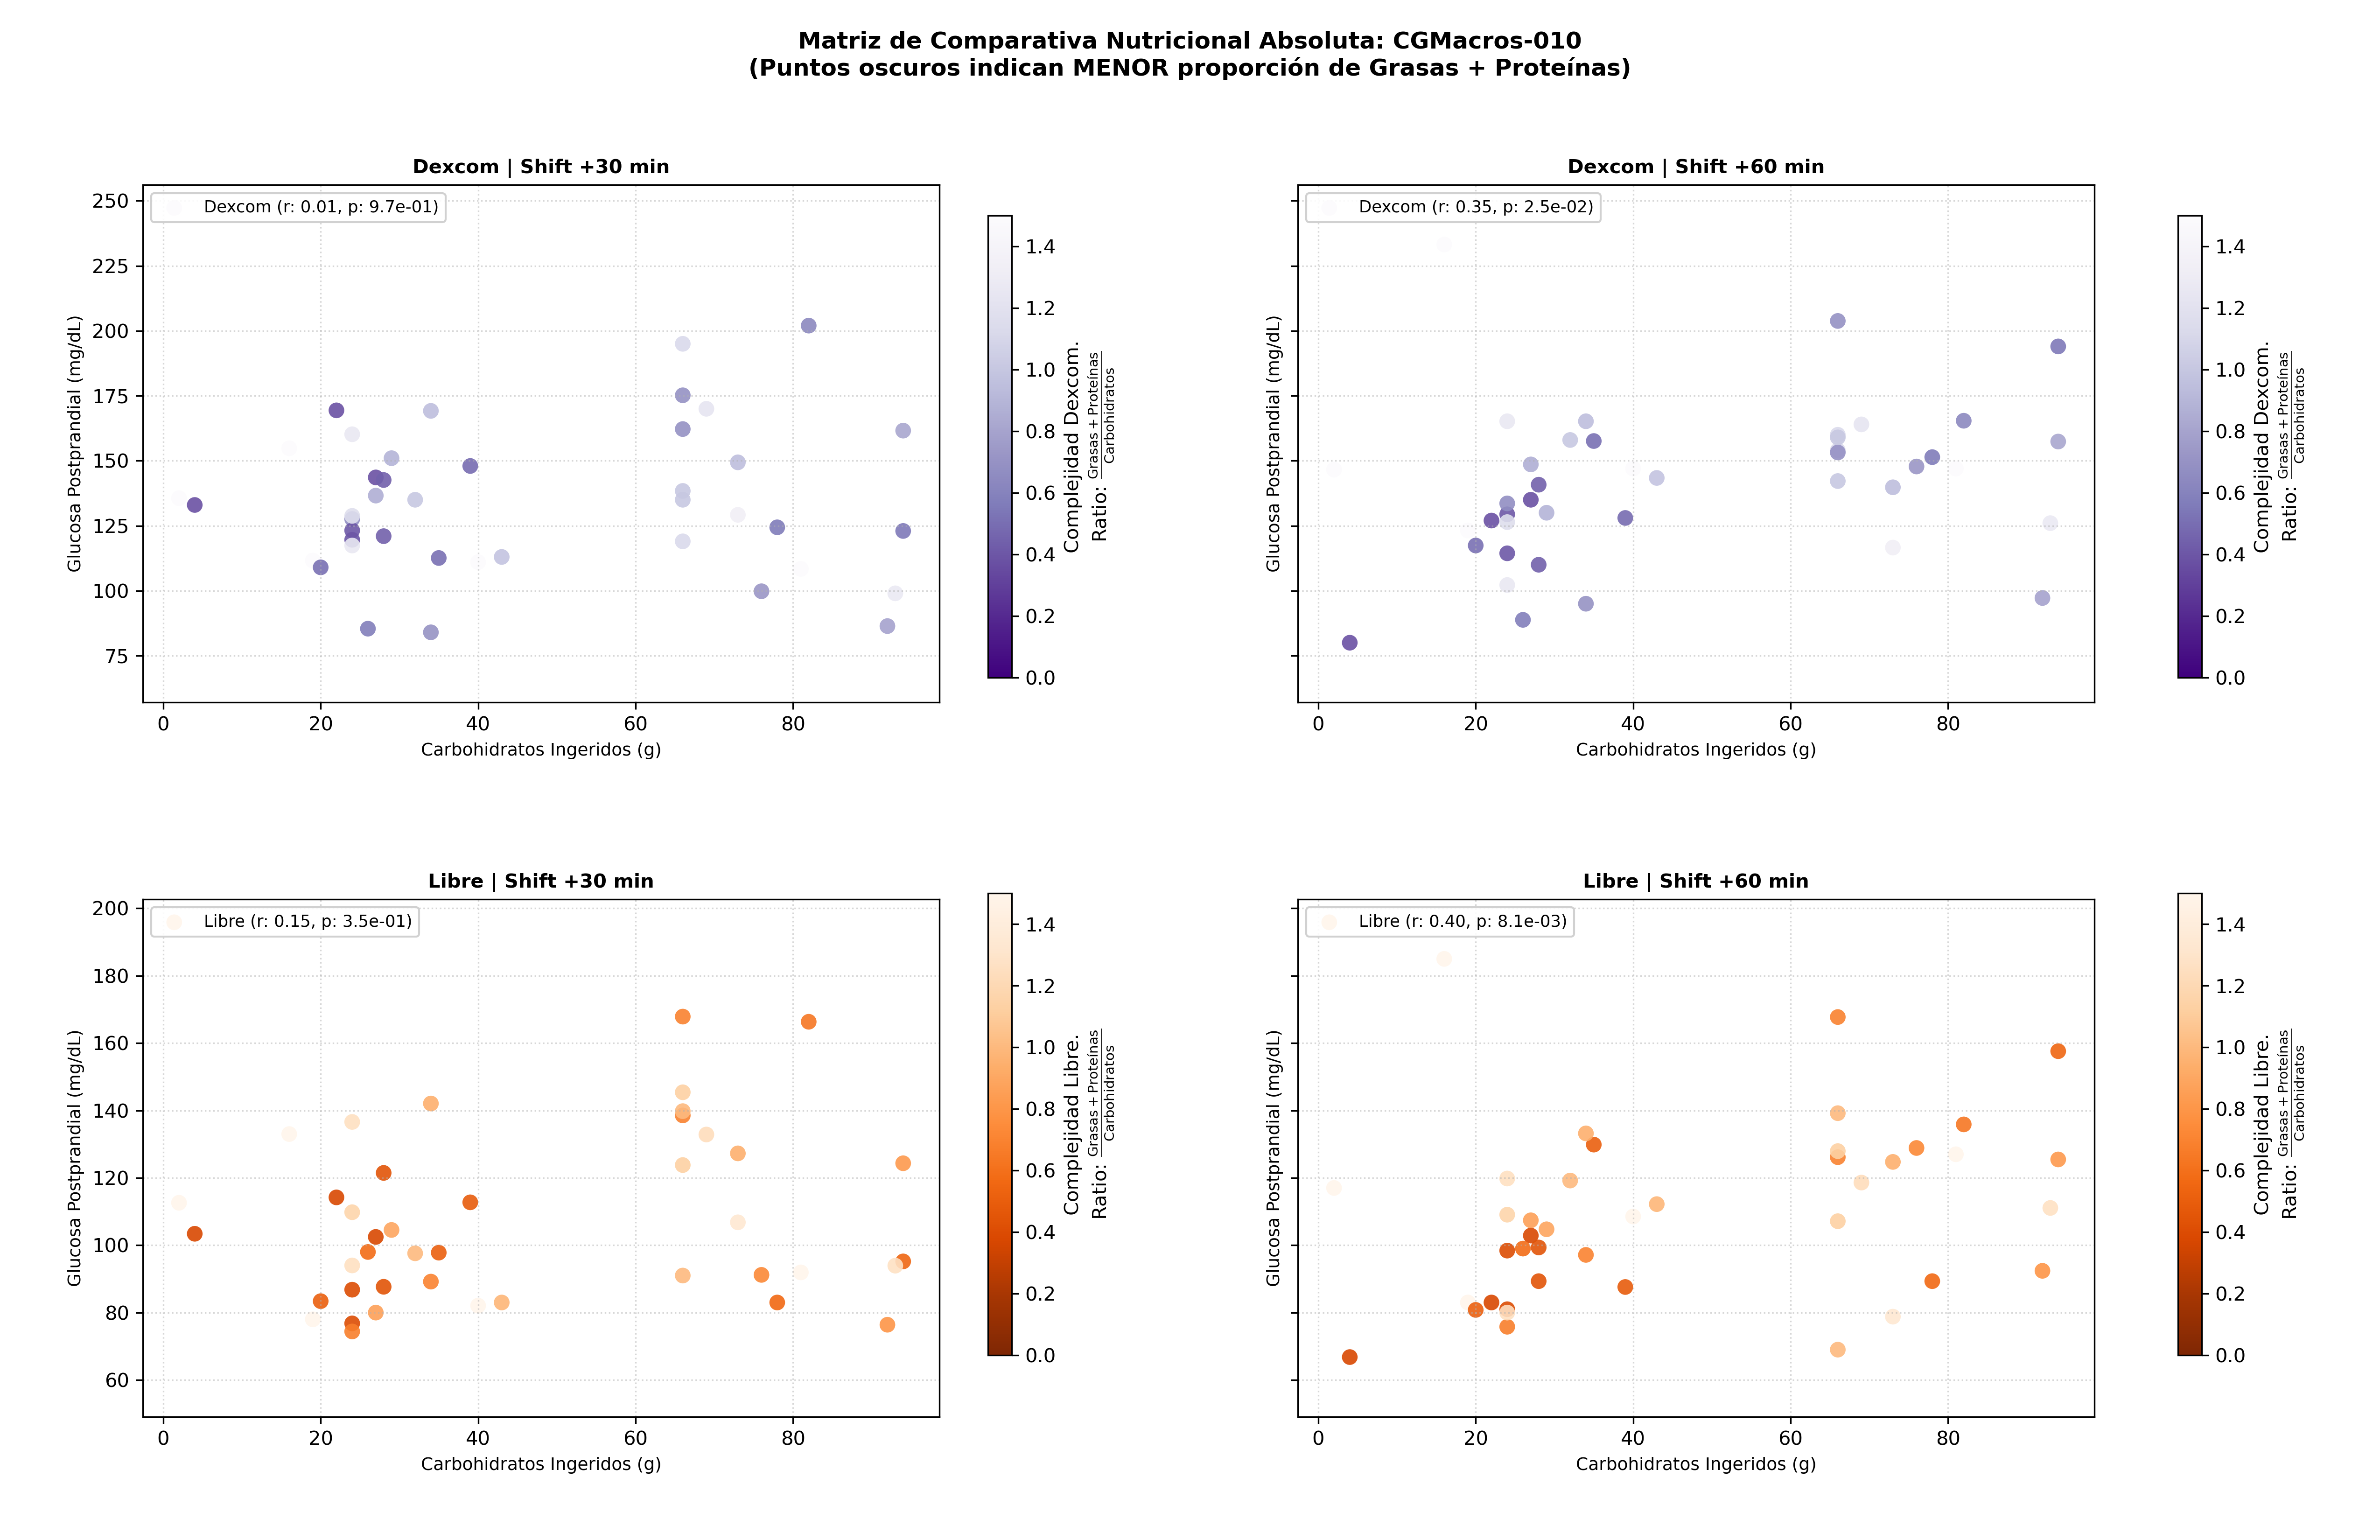 Matriz de Comparativa Nutricional Absoluta: CGMacros-010
(Puntos oscuros indican MENOR proporción de Grasas + Proteínas)
Dexcom | Shift +30 min
Dexcom (r: 0.01, p: 9.7e-01)
Glucosa Postprandial (mg/dL)
250
225
200
175
150
125
100
75
0 20 40 60 80
Carbohidratos Ingeridos (g)
1.4
1.2
1.0
0.8
0.6
0.4
0.2
0.0
Complejidad Dexcom.
Ratio: Grasas + Proteínas
Carbohidratos
Dexcom | Shift +60 min
Dexcom (r: 0.35, p: 2.5e-02)
Glucosa Postprandial (mg/dL)
0 20 40 60 80
Carbohidratos Ingeridos (g)
1.4
1.2
1.0
0.8
0.6
0.4
0.2
0.0
Complejidad Dexcom.
Ratio: Grasas + Proteínas
Carbohidratos
Libre | Shift +30 min
Libre (r: 0.15, p: 3.5e-01)
Glucosa Postprandial (mg/dL)
200
180
160
140
120
100
80
60
0 20 40 60 80
Carbohidratos Ingeridos (g)
1.4
1.2
1.0
0.8
0.6
0.4
0.2
0.0
Complejidad Libre.
Ratio: Grasas + Proteínas
Carbohidratos
Libre | Shift +60 min
Libre (r: 0.40, p: 8.1e-03)
Glucosa Postprandial (mg/dL)
0 20 40 60 80
Carbohidratos Ingeridos (g)
1.4
1.2
1.0
0.8
0.6
0.4
0.2
0.0
Complejidad Libre.
Ratio: Grasas + Proteínas
Carbohidratos